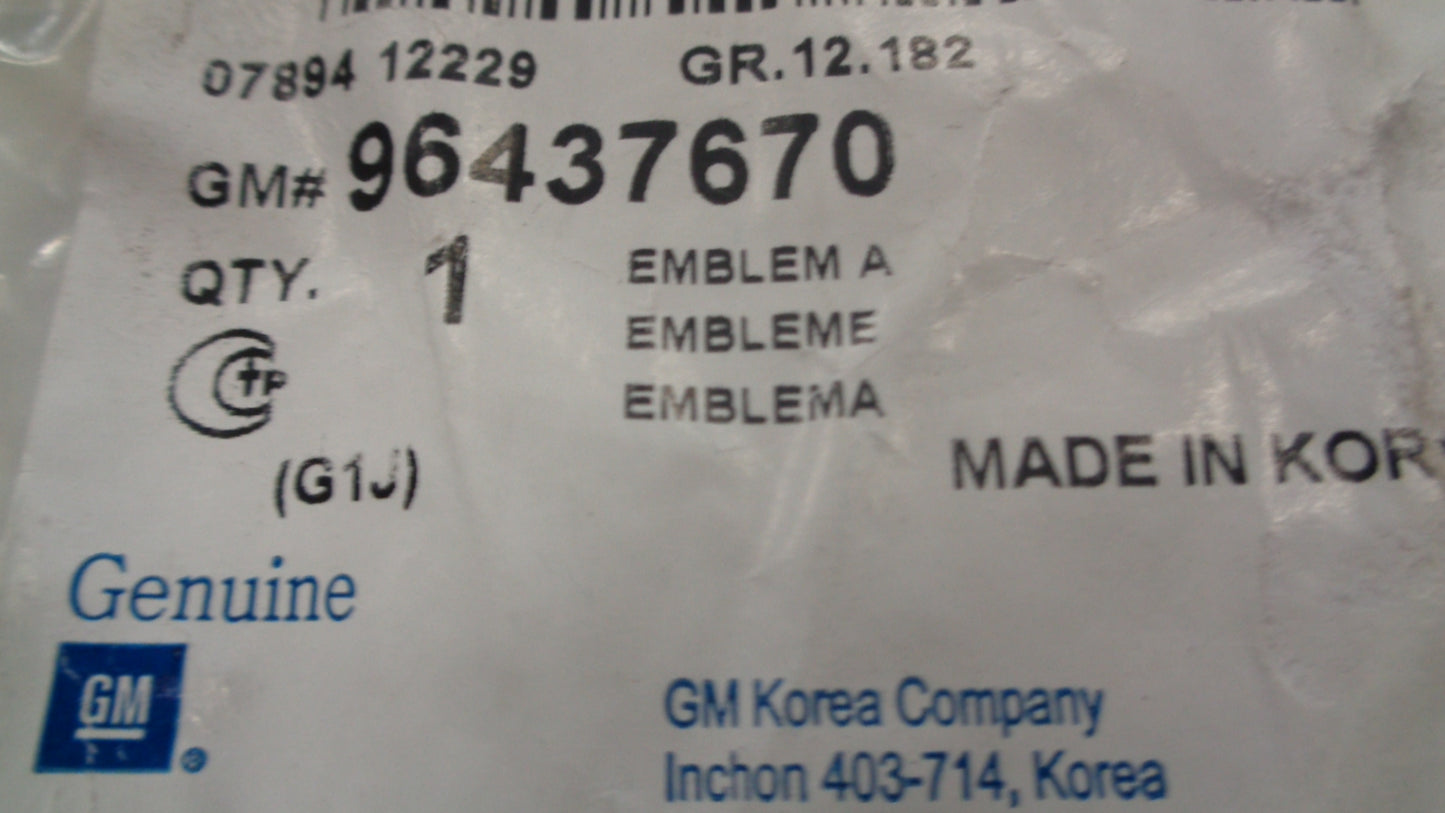 07894 12229 GR.12.182
GM# 96437670
QTY. 1 EMBLEM A
EMBLEME
EMBLEMA
(G1J)
MADE IN KOR
Genuine
GM
®
GM Korea Company
Inchon 403-714, Korea